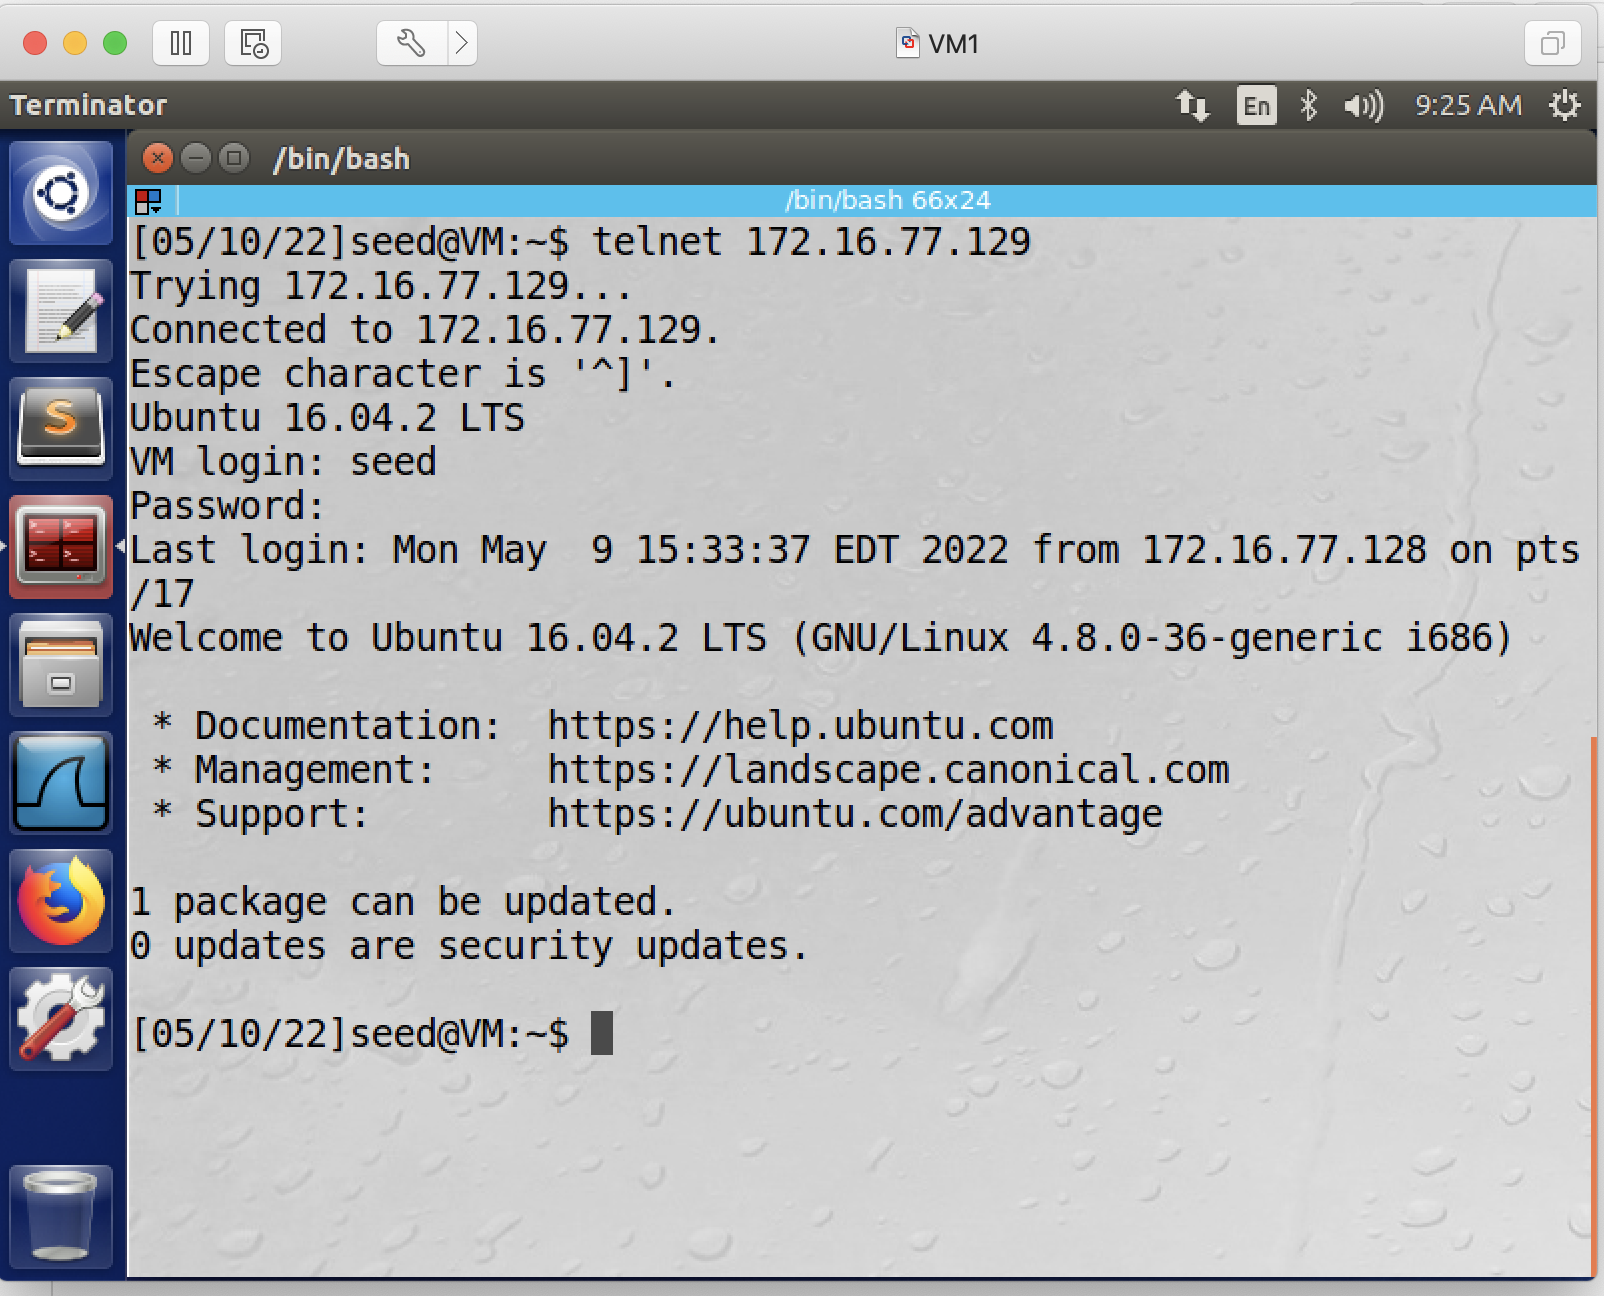 VM1
Terminator
En
9:25 AM
/bin/bash
/bin/bash 66x24
[05/10/22]seed@VM:~$ telnet 172.16.77.129
Trying 172.16.77.129...
Connected to 172.16.77.129.
Escape character is '^]'.
Ubuntu 16.04.2 LTS
VM login: seed
Password:
Last login: Mon May  9 15:33:37 EDT 2022 from 172.16.77.128 on pts
/17
Welcome to Ubuntu 16.04.2 LTS (GNU/Linux 4.8.0-36-generic i686)
 * Documentation:  https://help.ubuntu.com
 * Management:     https://landscape.canonical.com
 * Support:        https://ubuntu.com/advantage
1 package can be updated.
0 updates are security updates.
[05/10/22]seed@VM:~$